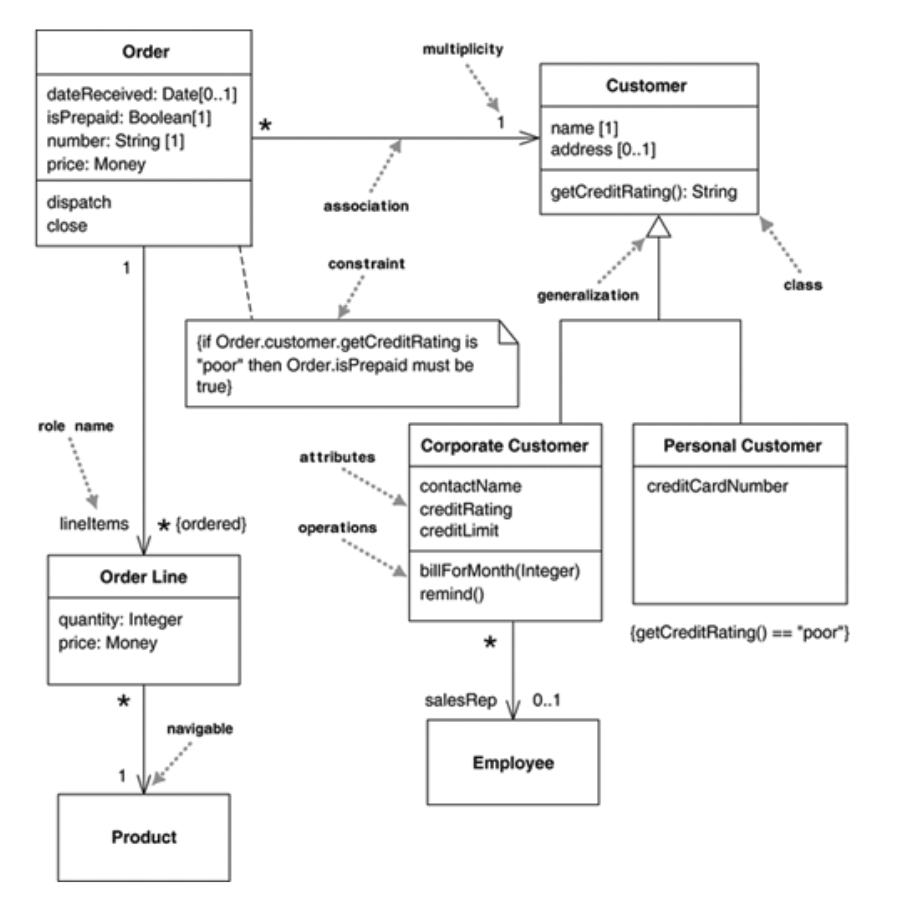 Order
dateReceived: Date[0..1]
isPrepaid: Boolean[1]
number: String [1]
price: Money
dispatch
close
*
multiplicity
1
association
Customer
name [1]
address [0..1]
getCreditRating(): String
class
generalization
1
constraint
{if Order.customer.getCreditRating is
"poor" then Order.isPrepaid must be
true}
role name
lineItems
* {ordered}
Order Line
quantity: Integer
price: Money
*
navigable
1
Product
attributes
operations
Corporate Customer
contactName
creditRating
creditLimit
billForMonth(Integer)
remind()
*
salesRep
0..1
Employee
Personal Customer
creditCardNumber
{getCreditRating() == "poor"}